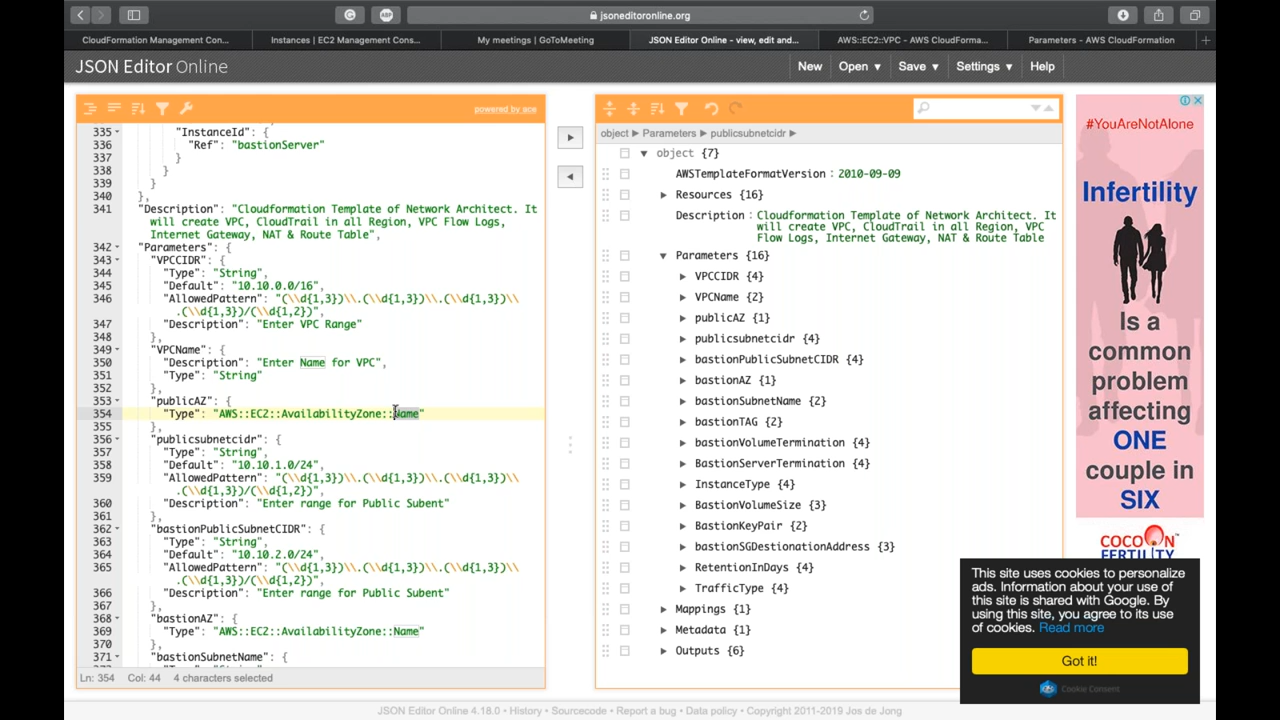 jsoneditoronline.org
CloudFormation Management Con...
Instances | EC2 Management Cons...
My meetings | GoToMeeting
JSON Editor Online - view, edit and...
AWS::EC2::VPC - AWS CloudForma...
Parameters - AWS CloudFormation
JSON Editor Online
New Open ▾ Save ▾ Settings ▾ Help
powered by ace
335 "InstanceId": {
336 "Ref": "bastionServer"
337 }
338 }
339 }
340 },
341 "Description": "Cloudformation Template of Network Architect. It
will create VPC, CloudTrail in all Region, VPC Flow Logs,
Internet Gateway, NAT & Route Table",
342 "Parameters": {
343 "VPCCIDR": {
344 "Type": "String",
345 "Default": "10.10.0.0/16",
346 "AllowedPattern": "(\\d{1,3})\\.(\\d{1,3})\\.(\\d{1,3})\\
.(\\d{1,3})/(\\d{1,2})",
347 "Description": "Enter VPC Range"
348 },
349 "VPCName": {
350 "Description": "Enter Name for VPC",
351 "Type": "String"
352 },
353 "publicAZ": {
354 "Type": "AWS::EC2::AvailabilityZone::Name"
355 },
356 "publicsubnetcidr": {
357 "Type": "String",
358 "Default": "10.10.1.0/24",
359 "AllowedPattern": "(\\d{1,3})\\.(\\d{1,3})\\.(\\d{1,3})\\
.(\\d{1,3})/(\\d{1,2})",
360 "Description": "Enter range for Public Subent"
361 },
362 "bastionPublicSubnetCIDR": {
363 "Type": "String",
364 "Default": "10.10.2.0/24",
365 "AllowedPattern": "(\\d{1,3})\\.(\\d{1,3})\\.(\\d{1,3})\\
.(\\d{1,3})/(\\d{1,2})",
366 "Description": "Enter range for Public Subent"
367 },
368 "bastionAZ": {
369 "Type": "AWS::EC2::AvailabilityZone::Name"
370 },
371 "bastionSubnetName": {
Ln: 354 Col: 44 4 characters selected
object ▸ Parameters ▸ publicsubnetcidr ▸
object {7}
AWSTemplateFormatVersion : 2010-09-09
Resources {16}
Description : Cloudformation Template of Network Architect. It
will create VPC, CloudTrail in all Region, VPC
Flow Logs, Internet Gateway, NAT & Route Table
Parameters {16}
VPCCIDR {4}
VPCName {2}
publicAZ {1}
publicsubnetcidr {4}
bastionPublicSubnetCIDR {4}
bastionAZ {1}
bastionSubnetName {2}
bastionTAG {2}
bastionVolumeTermination {4}
BastionServerTermination {4}
InstanceType {4}
BastionVolumeSize {3}
BastionKeyPair {2}
bastionSGDestionationAddress {3}
RetentionInDays {4}
TrafficType {4}
Mappings {1}
Metadata {1}
Outputs {6}
#YouAreNotAlone
Infertility
Is a
common
problem
affecting
ONE
couple in
SIX
COCOON™
FERTILITY
This site uses cookies to personalize
ads. Information about your use of
this site is shared with Google. By
using this site, you agree to its use
of cookies. Read more
Got it!
Cookie Consent
JSON Editor Online 4.18.0 • History • Sourcecode • Report a bug • Data policy • Copyright 2011-2019 Jos de Jong